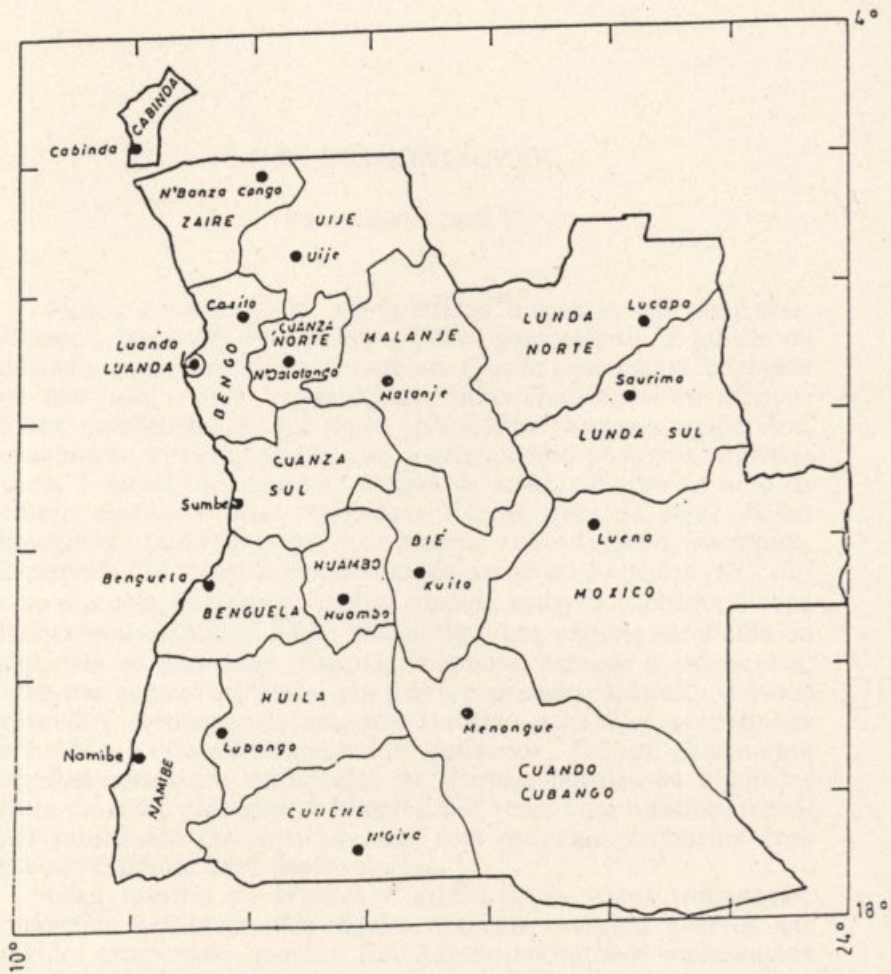 4°
CABINDA
Cabinda
N'Banza Congo
ZAIRE
UIJE
Uije
Caxito
CUANZA
NORTE
MALANJE
LUNDA
NORTE
Lucapa
Luanda
LUANDA
BENGO
N'Dalatango
Malanje
Saurimo
LUNDA SUL
CUANZA
SUL
Sumbe
BIÉ
Luena
Benguela
HUAMBO
Kuito
MOXICO
BENGUELA
Huambo
HUILA
Menongue
Lubango
Namibe
NAMIBE
CUANDO
CUBANGO
CUNENE
N'Giva
10°
18°
24°